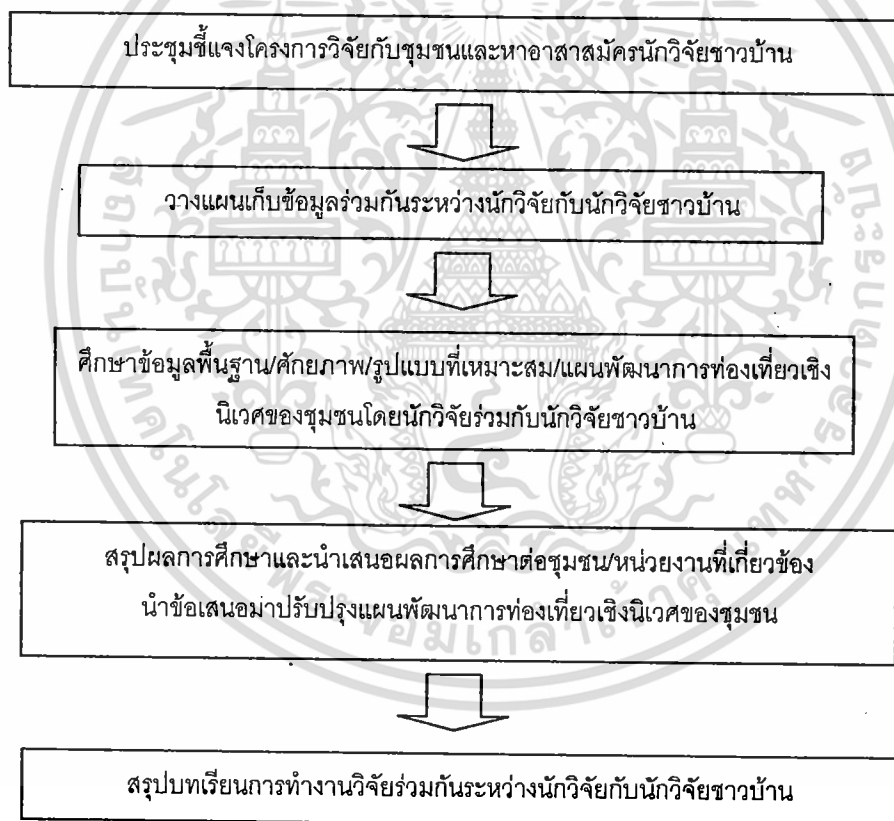 ประชุมชี้แจงโครงการวิจัยกับชุมชนและหาอาสาสมัครนักวิจัยชาวบ้าน
วางแผนเก็บข้อมูลร่วมกันระหว่างนักวิจัยกับนักวิจัยชาวบ้าน
ศึกษาข้อมูลพื้นฐาน/ศักยภาพ/รูปแบบที่เหมาะสม/แผนพัฒนาการท่องเที่ยวเชิง
นิเวศของชุมชนโดยนักวิจัยร่วมกับนักวิจัยชาวบ้าน
สรุปผลการศึกษาและนำเสนอผลการศึกษาต่อชุมชน/หน่วยงานที่เกี่ยวข้อง
นำข้อเสนอมาปรับปรุงแผนพัฒนาการท่องเที่ยวเชิงนิเวศของชุมชน
สรุปบทเรียนการทำงานวิจัยร่วมกันระหว่างนักวิจัยกับนักวิจัยชาวบ้าน